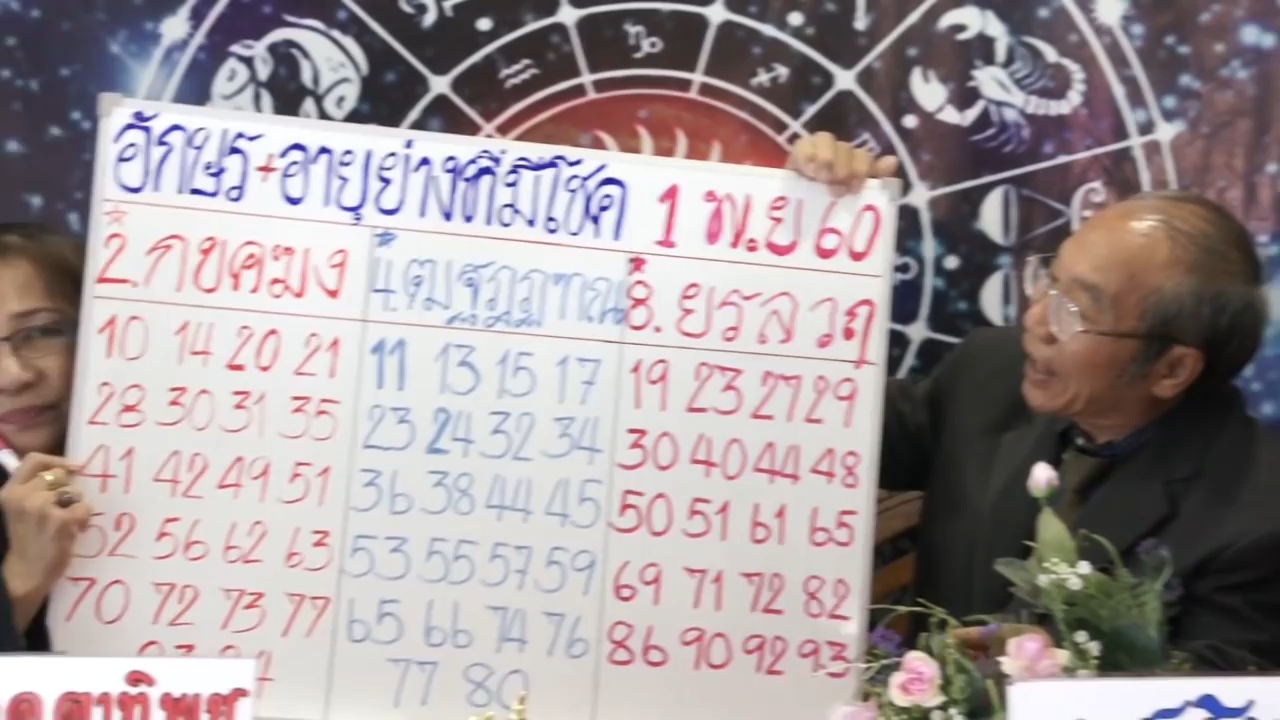 อักษร+อายุย่างที่มีโชค 1 พ.ย 60
* 2. ก ข ค ฆ ง
10 14 20 21
28 30 31 35
41 42 49 51
52 56 62 63
70 72 73 77
* 4. ฎ ฐ ฏ ฑ ฒ ณ
11 13 15 17
23 24 32 34
36 38 44 45
53 55 57 59
65 66 74 76
77 80
* 8. ย ร ล ว ฤ
19 23 27 29
30 40 44 48
50 51 61 65
69 71 72 82
86 90 92 93